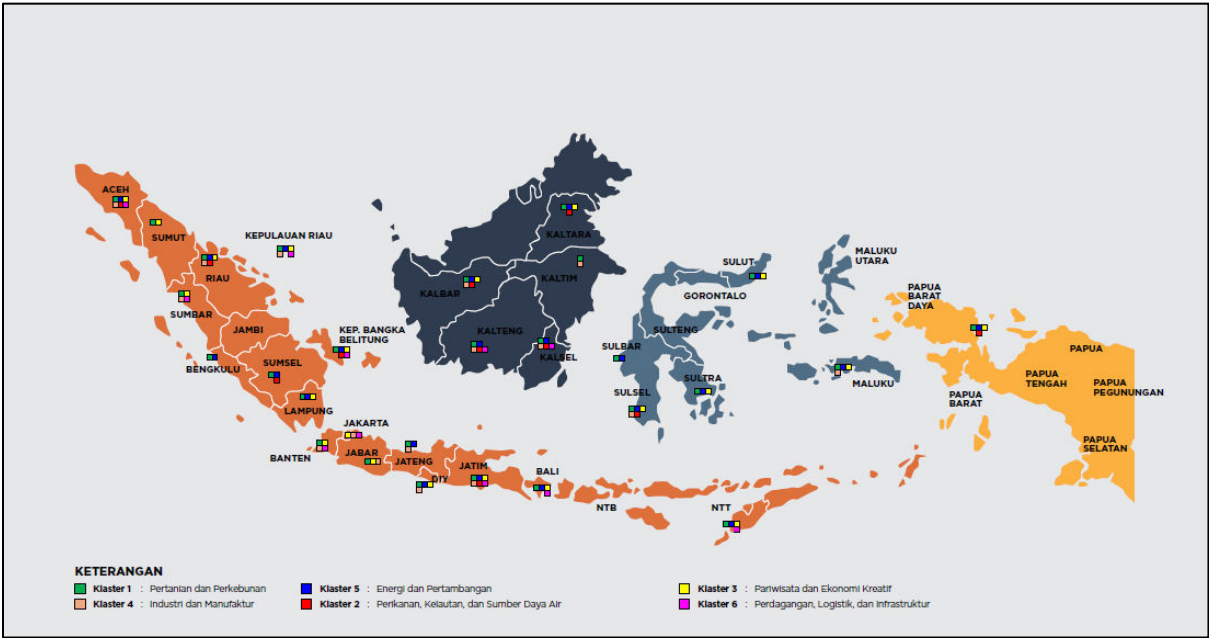 ACEH
SUMUT
KEPULAUAN RIAU
RIAU
SUMBAR
JAMBI
KEP. BANGKA
BELITUNG
BENGKULU
SUMSEL
LAMPUNG
JAKARTA
BANTEN
JABAR
JATENG
DIY
JATIM
BALI
NTB
NTT
KALTARA
KALTIM
KALBAR
KALTENG
KALSEL
SULUT
GORONTALO
SULTENG
SULBAR
SULTRA
SULSEL
MALUKU
UTARA
MALUKU
PAPUA
BARAT
DAYA
PAPUA
BARAT
PAPUA
PAPUA
TENGAH
PAPUA
PEGUNUNGAN
PAPUA
SELATAN
KETERANGAN
Klaster 1 : Pertanian dan Perkebunan
Klaster 5 : Energi dan Pertambangan
Klaster 3 : Pariwisata dan Ekonomi Kreatif
Klaster 4 : Industri dan Manufaktur
Klaster 2 : Perikanan, Kelautan, dan Sumber Daya Air
Klaster 6 : Perdagangan, Logistik, dan Infrastruktur